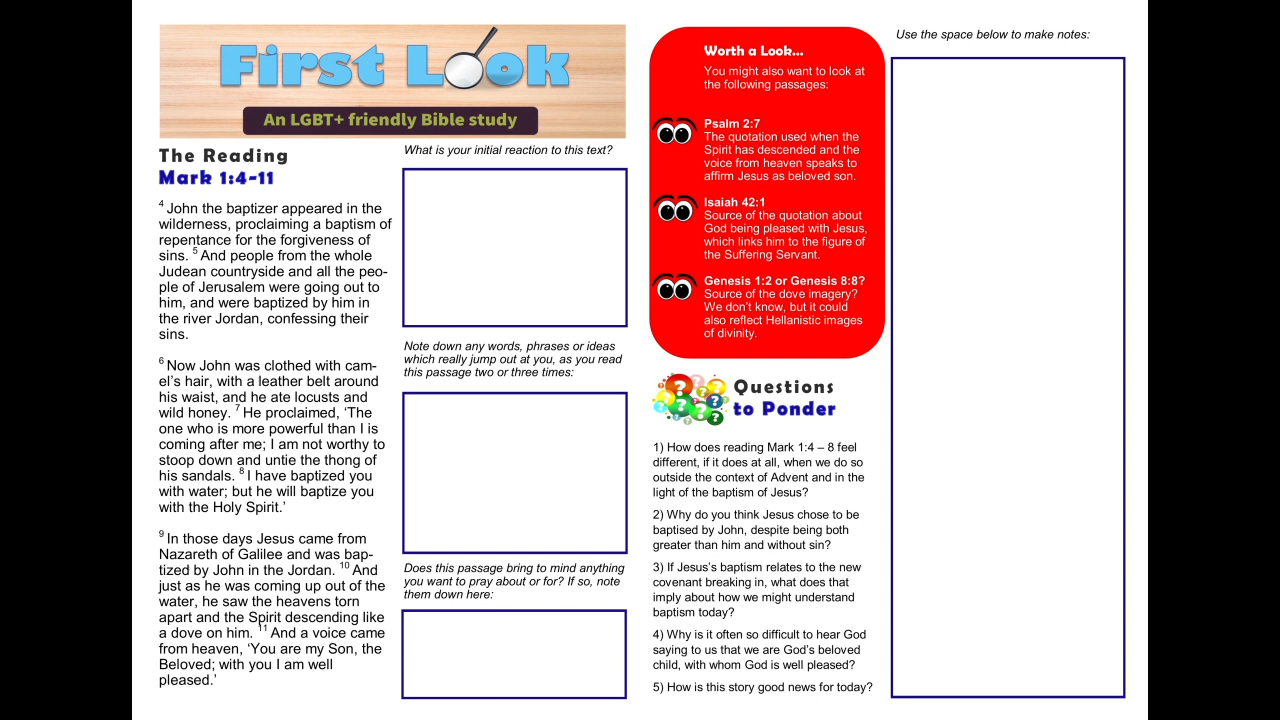 First Look
An LGBT+ friendly Bible study
The Reading
Mark 1:4-11
4 John the baptizer appeared in the
wilderness, proclaiming a baptism of
repentance for the forgiveness of
sins. 5 And people from the whole
Judean countryside and all the peo-
ple of Jerusalem were going out to
him, and were baptized by him in
the river Jordan, confessing their
sins.
6 Now John was clothed with cam-
el’s hair, with a leather belt around
his waist, and he ate locusts and
wild honey. 7 He proclaimed, ‘The
one who is more powerful than I is
coming after me; I am not worthy to
stoop down and untie the thong of
his sandals. 8 I have baptized you
with water; but he will baptize you
with the Holy Spirit.’
9 In those days Jesus came from
Nazareth of Galilee and was bap-
tized by John in the Jordan. 10 And
just as he was coming up out of the
water, he saw the heavens torn
apart and the Spirit descending like
a dove on him. 11 And a voice came
from heaven, ‘You are my Son, the
Beloved; with you I am well
pleased.’
What is your initial reaction to this text?
Note down any words, phrases or ideas
which really jump out at you, as you read
this passage two or three times:
Does this passage bring to mind anything
you want to pray about or for? If so, note
them down here:
Worth a Look...
You might also want to look at
the following passages:
Psalm 2:7
The quotation used when the
Spirit has descended and the
voice from heaven speaks to
affirm Jesus as beloved son.
Isaiah 42:1
Source of the quotation about
God being pleased with Jesus,
which links him to the figure of
the Suffering Servant.
Genesis 1:2 or Genesis 8:8?
Source of the dove imagery?
We don’t know, but it could
also reflect Hellanistic images
of divinity.
Questions
to Ponder
1) How does reading Mark 1:4 – 8 feel
different, if it does at all, when we do so
outside the context of Advent and in the
light of the baptism of Jesus?
2) Why do you think Jesus chose to be
baptised by John, despite being both
greater than him and without sin?
3) If Jesus’s baptism relates to the new
covenant breaking in, what does that
imply about how we might understand
baptism today?
4) Why is it often so difficult to hear God
saying to us that we are God’s beloved
child, with whom God is well pleased?
5) How is this story good news for today?
Use the space below to make notes: